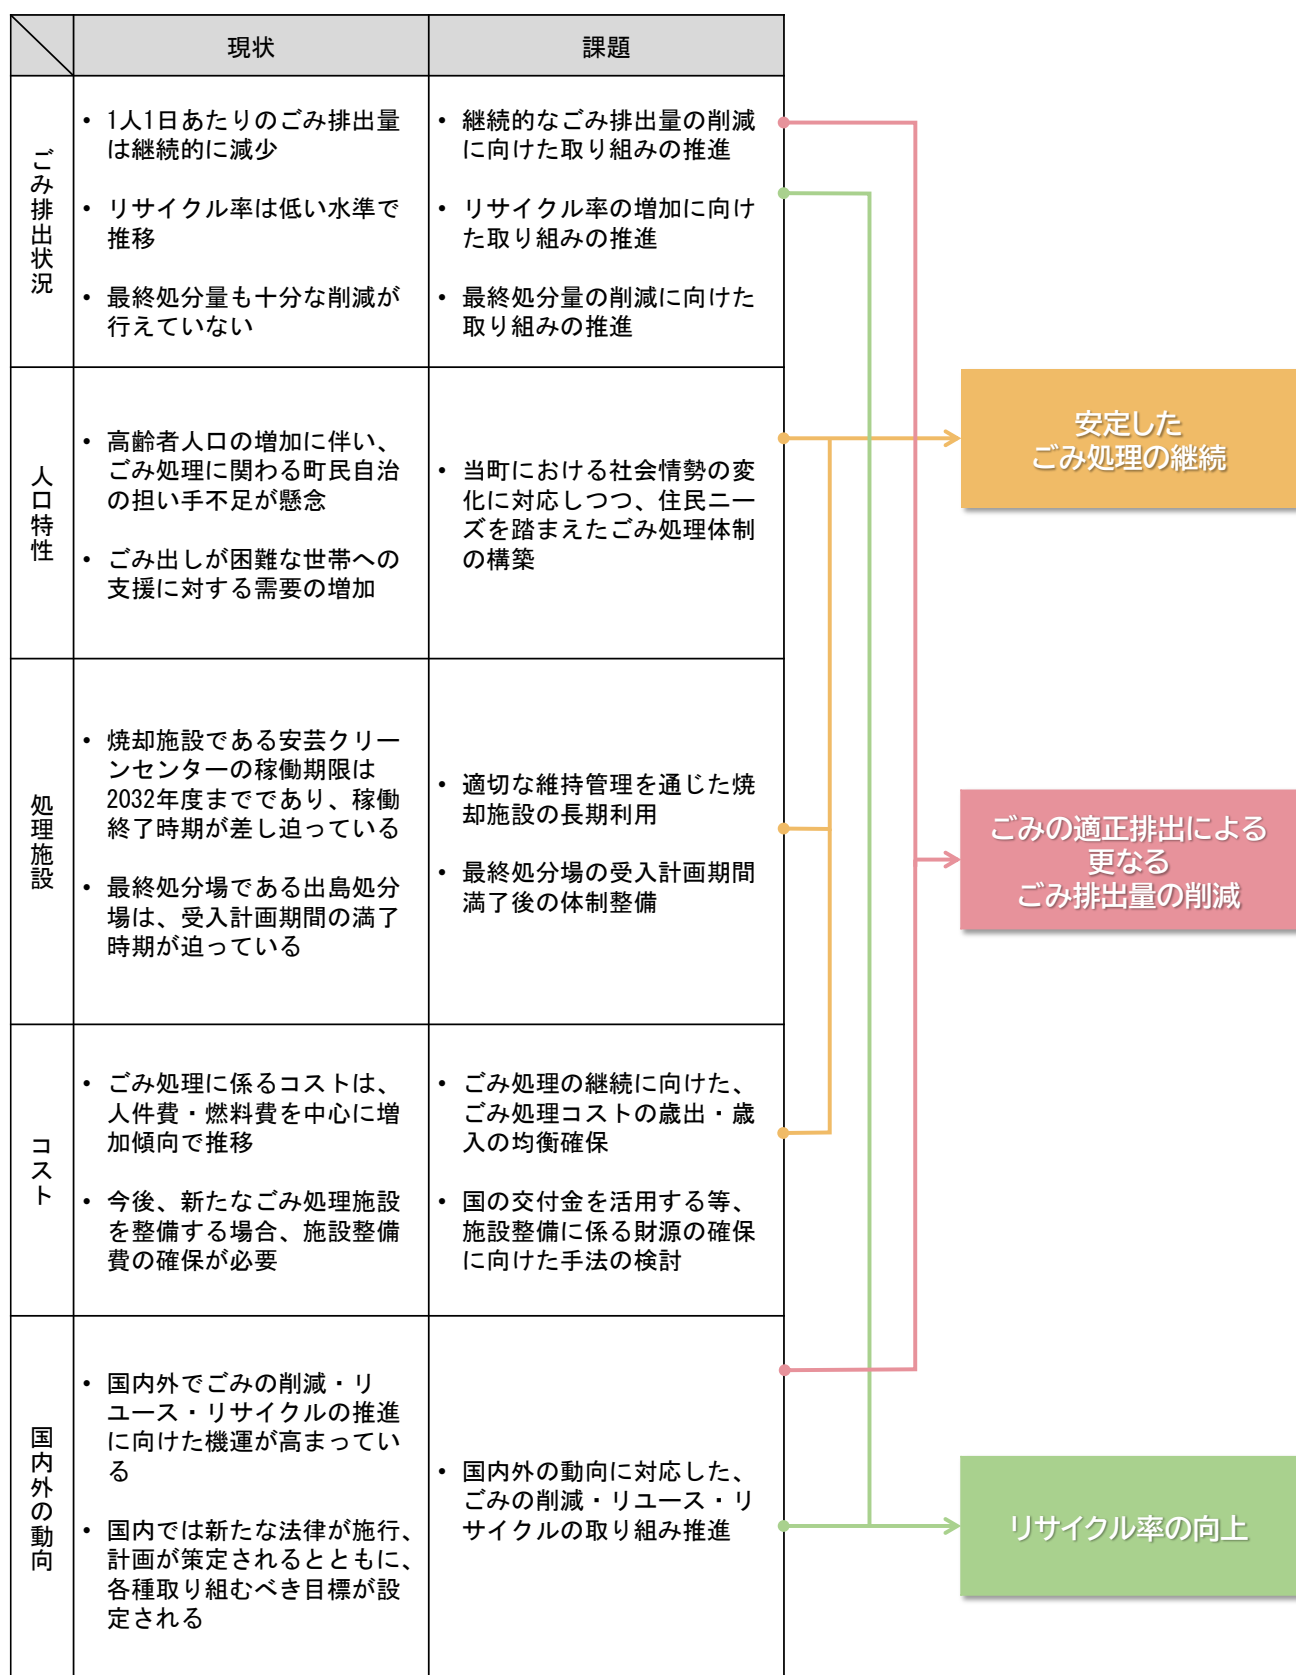 現状
課題
ごみ排出状況
• 1人1日あたりのごみ排出量
は継続的に減少
• リサイクル率は低い水準で
推移
• 最終処分量も十分な削減が
行えていない
• 継続的なごみ排出量の削減
に向けた取り組みの推進
• リサイクル率の増加に向け
た取り組みの推進
• 最終処分量の削減に向けた
取り組みの推進
人口特性
• 高齢者人口の増加に伴い、
ごみ処理に関わる町民自治
の担い手不足が懸念
• ごみ出しが困難な世帯への
支援に対する需要の増加
• 当町における社会情勢の変
化に対応しつつ、住民ニー
ズを踏まえたごみ処理体制
の構築
処理施設
• 焼却施設である安芸クリー
ンセンターの稼働期限は
2032年度までであり、稼働
終了時期が差し迫っている
• 最終処分場である出島処分
場は、受入計画期間の満了
時期が迫っている
• 適切な維持管理を通じた焼
却施設の長期利用
• 最終処分場の受入計画期間
満了後の体制整備
コスト
• ごみ処理に係るコストは、
人件費・燃料費を中心に増
加傾向で推移
• 今後、新たなごみ処理施設
を整備する場合、施設整備
費の確保が必要
• ごみ処理の継続に向けた、
ごみ処理コストの歳出・歳
入の均衡確保
• 国の交付金を活用する等、
施設整備に係る財源の確保
に向けた手法の検討
国内外の動向
• 国内外でごみの削減・リ
ユース・リサイクルの推進
に向けた機運が高まってい
る
• 国内では新たな法律が施行、
計画が策定されるとともに、
各種取り組むべき目標が設
定される
• 国内外の動向に対応した、
ごみの削減・リユース・リ
サイクルの取り組み推進
安定した
ごみ処理の継続
ごみの適正排出による
更なる
ごみ排出量の削減
リサイクル率の向上